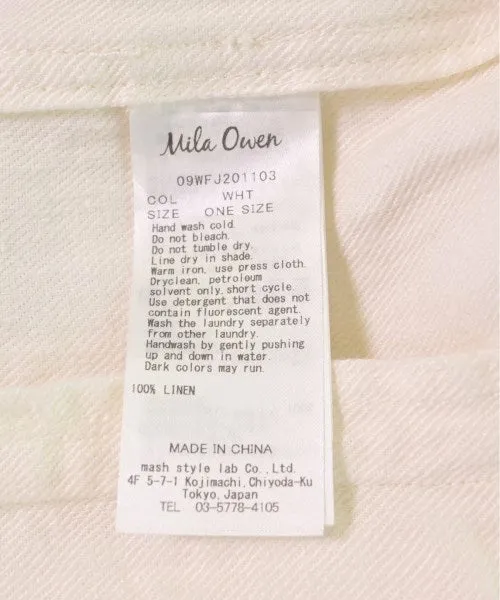 Mila Owen
09WFJ201103
COL WHT
SIZE ONE SIZE
Hand wash cold.
Do not bleach.
Do not tumble dry.
Line dry in shade.
Warm iron, use press cloth.
Dryclean, petroleum
solvent only, short cycle.
Use detergent that does not
contain fluorescent agent.
Wash the laundry separately
from other laundry.
Handwash by gently pushing
up and down in water.
Dark colors may run.
100% LINEN
MADE IN CHINA
mash style lab Co., Ltd.
4F 5-7-1 Kojimachi, Chiyoda-Ku
Tokyo, Japan
TEL 03-5778-4105